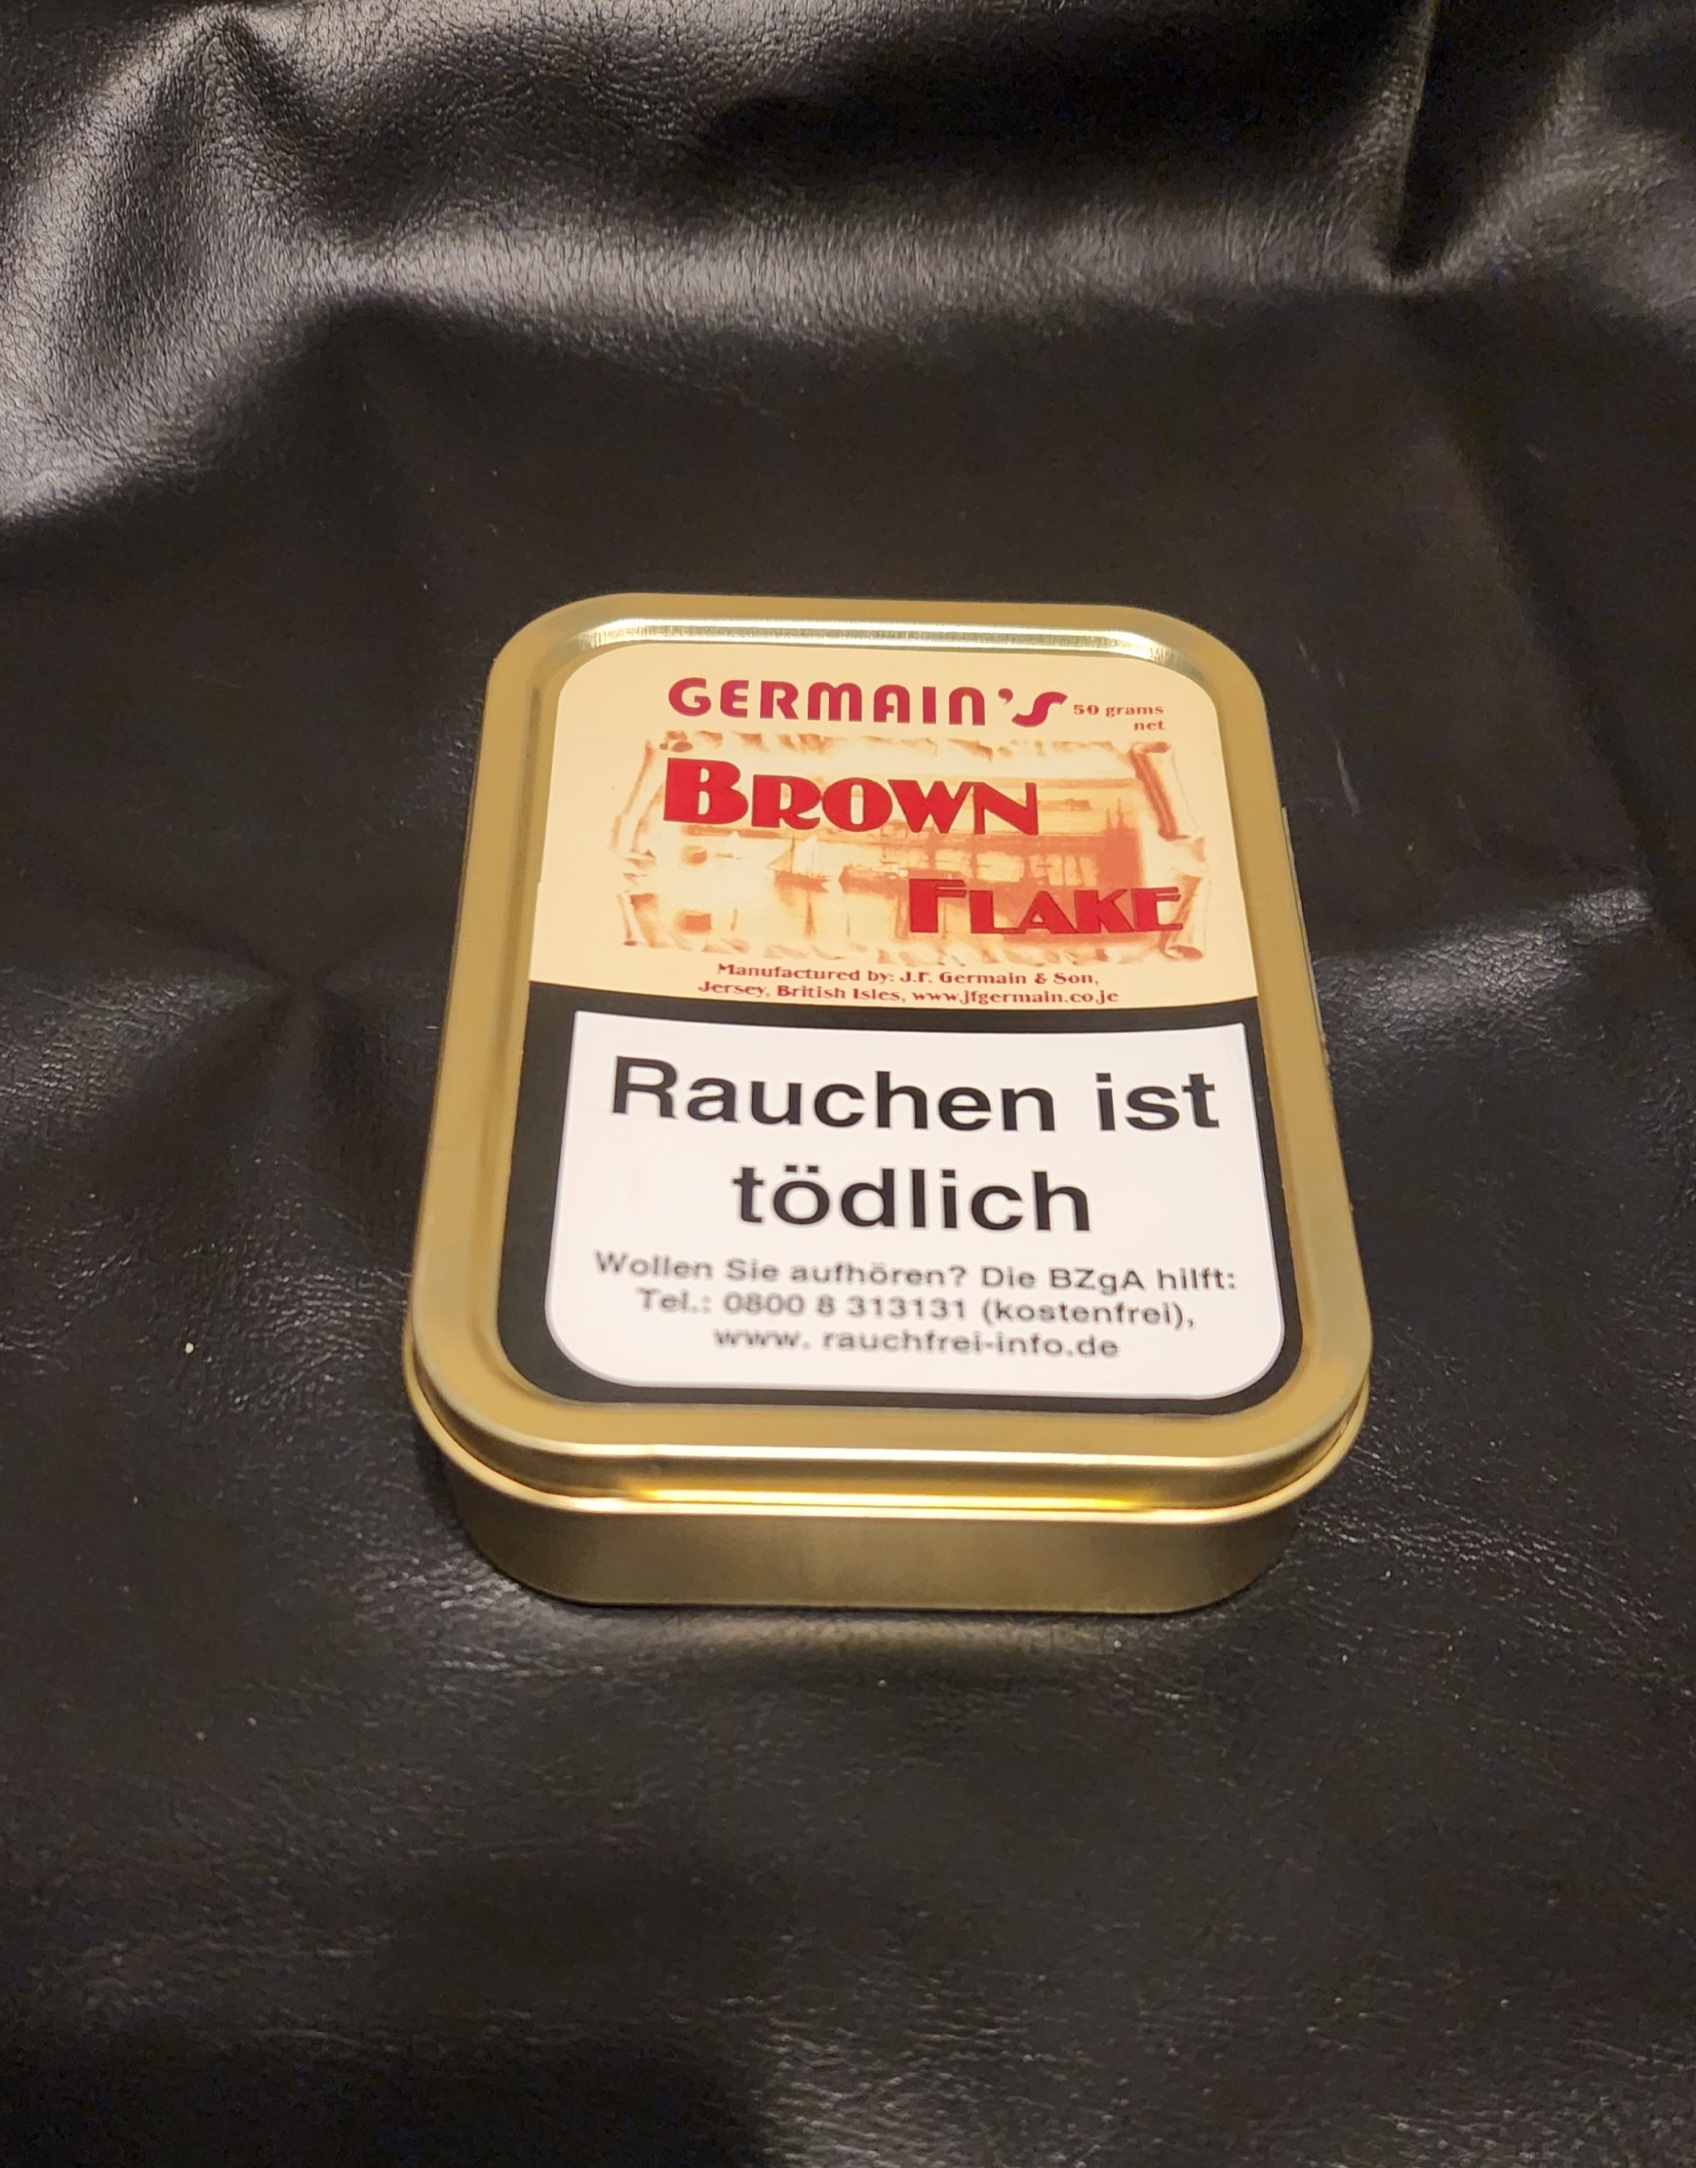 GERMAIN'S 50 grams
net
BROWN
FLAKE
Manufactured by: J.F. Germain & Son,
Jersey, British Isles, www.jfgermain.co.je
Rauchen ist
tödlich
Wollen Sie aufhören? Die BZgA hilft:
Tel.: 0800 8 313131 (kostenfrei),
www. rauchfrei-info.de